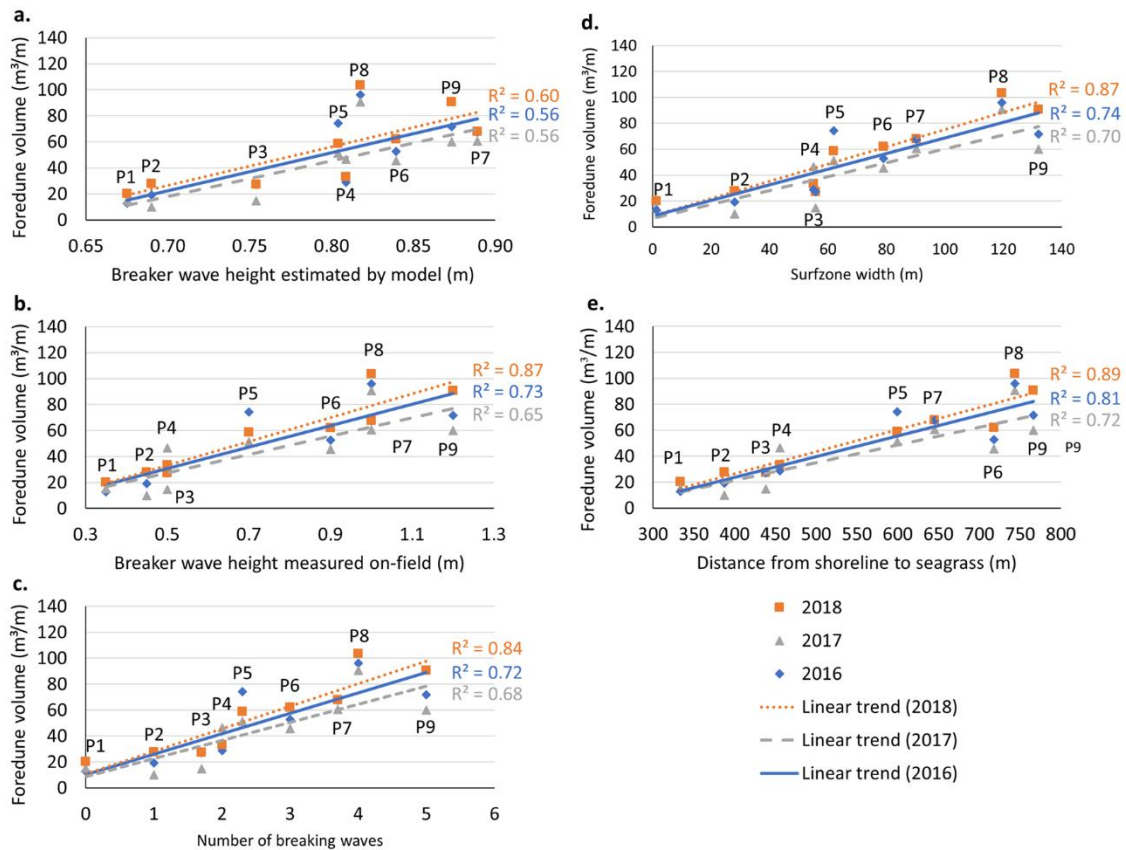 a.
Foredune volume (m³/m)
140
120
100
80
60
40
20
0
P1
P2
P3
P5
P8
P4
P6
P9
P7
R² = 0.60
R² = 0.56
R² = 0.56
0.65
0.70
0.75
0.80
0.85
0.90
Breaker wave height estimated by model (m)
b.
Foredune volume (m³/m)
140
120
100
80
60
40
20
0
P1
P2
P4
P3
P5
P6
P8
P7
P9
R² = 0.87
R² = 0.73
R² = 0.65
0.3
0.5
0.7
0.9
1.1
1.3
Breaker wave height measured on-field (m)
c.
Foredune volume (m³/m)
140
120
100
80
60
40
20
0
P1
P2
P3
P4
P5
P6
P7
P8
P9
R² = 0.84
R² = 0.72
R² = 0.68
0
1
2
3
4
5
6
Number of breaking waves
d.
Foredune volume (m³/m)
140
120
100
80
60
40
20
0
P1
P2
P4
P3
P5
P6
P7
P8
P9
R² = 0.87
R² = 0.74
R² = 0.70
0
20
40
60
80
100
120
140
Surfzone width (m)
e.
Foredune volume (m³/m)
140
120
100
80
60
40
20
0
P1
P2
P3
P4
P5
P7
P8
P6
P9
P9
R² = 0.89
R² = 0.81
R² = 0.72
300
350
400
450
500
550
600
650
700
750
800
Distance from shoreline to seagrass (m)
2018
2017
2016
Linear trend (2018)
Linear trend (2017)
Linear trend (2016)